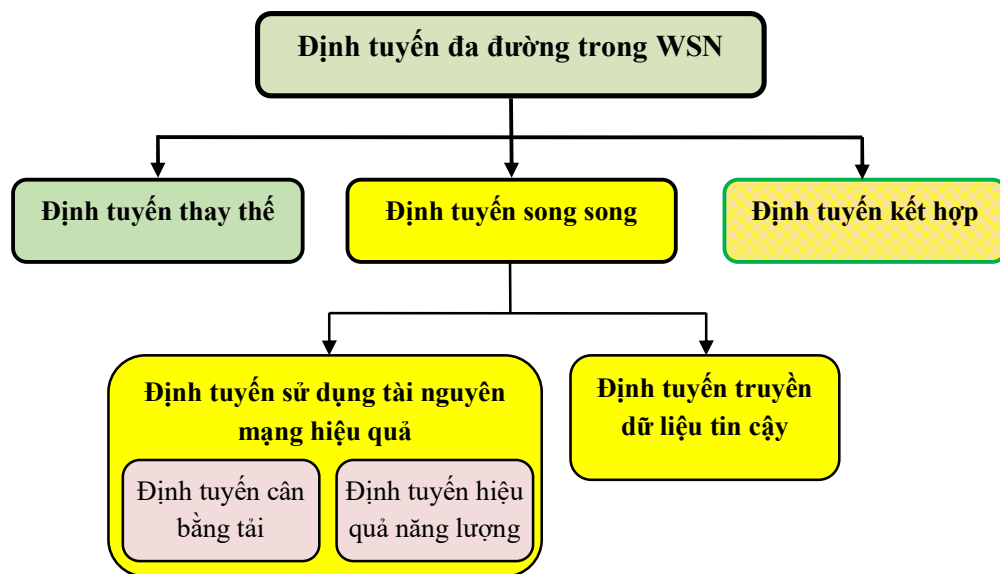 Định tuyến đa đường trong WSN
Định tuyến thay thế
Định tuyến song song
Định tuyến kết hợp
Định tuyến sử dụng tài nguyên
mạng hiệu quả
Định tuyến cân
bằng tải
Định tuyến hiệu
quả năng lượng
Định tuyến truyền
dữ liệu tin cậy